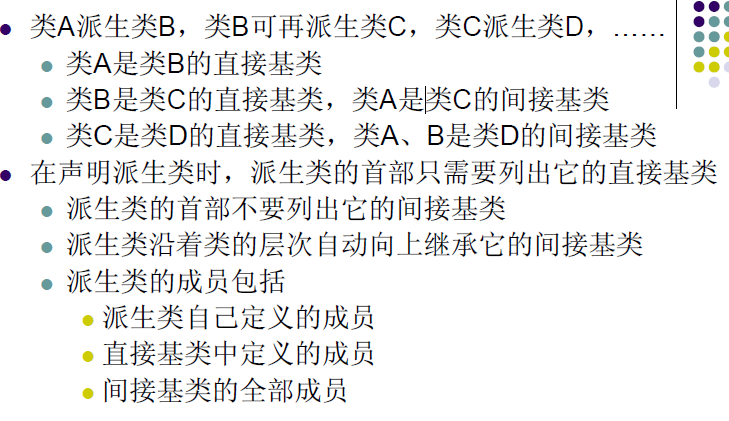 类A派生类B，类B可再派生类C，类C派生类D，……
类A是类B的直接基类
类B是类C的直接基类，类A是类C的间接基类
类C是类D的直接基类，类A、B是类D的间接基类
在声明派生类时，派生类的首部只需要列出它的直接基类
派生类的首部不要列出它的间接基类
派生类沿着类的层次自动向上继承它的间接基类
派生类的成员包括
派生类自己定义的成员
直接基类中定义的成员
间接基类的全部成员